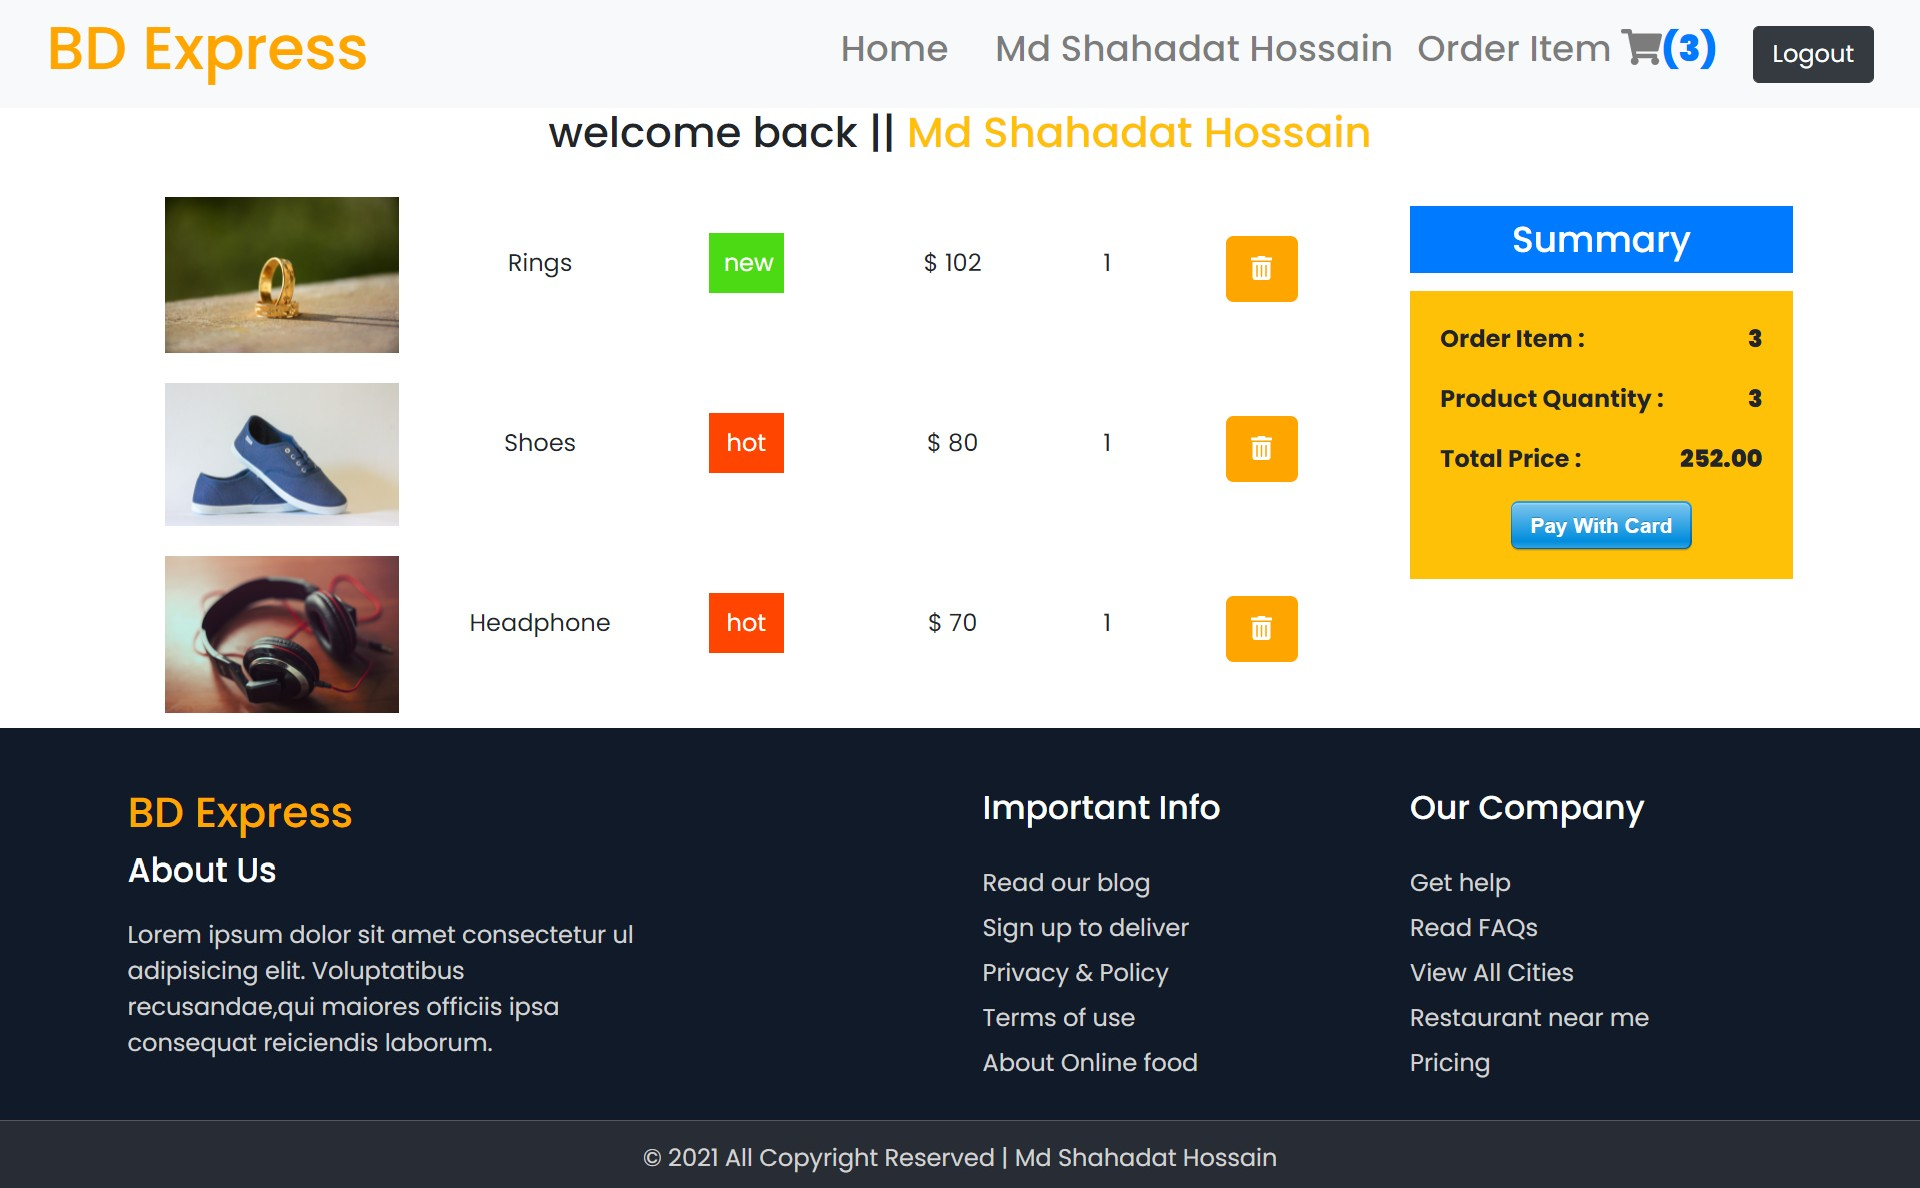 BD Express
Home Md Shahadat Hossain Order Item (3) Logout
welcome back || Md Shahadat Hossain
Rings new $ 102 1
Shoes hot $ 80 1
Headphone hot $ 70 1
Summary
Order Item : 3
Product Quantity : 3
Total Price : 252.00
Pay With Card
BD Express
About Us
Lorem ipsum dolor sit amet consectetur ul
adipisicing elit. Voluptatibus
recusandae,qui maiores officiis ipsa
consequat reiciendis laborum.
Important Info
Read our blog
Sign up to deliver
Privacy & Policy
Terms of use
About Online food
Our Company
Get help
Read FAQs
View All Cities
Restaurant near me
Pricing
© 2021 All Copyright Reserved | Md Shahadat Hossain